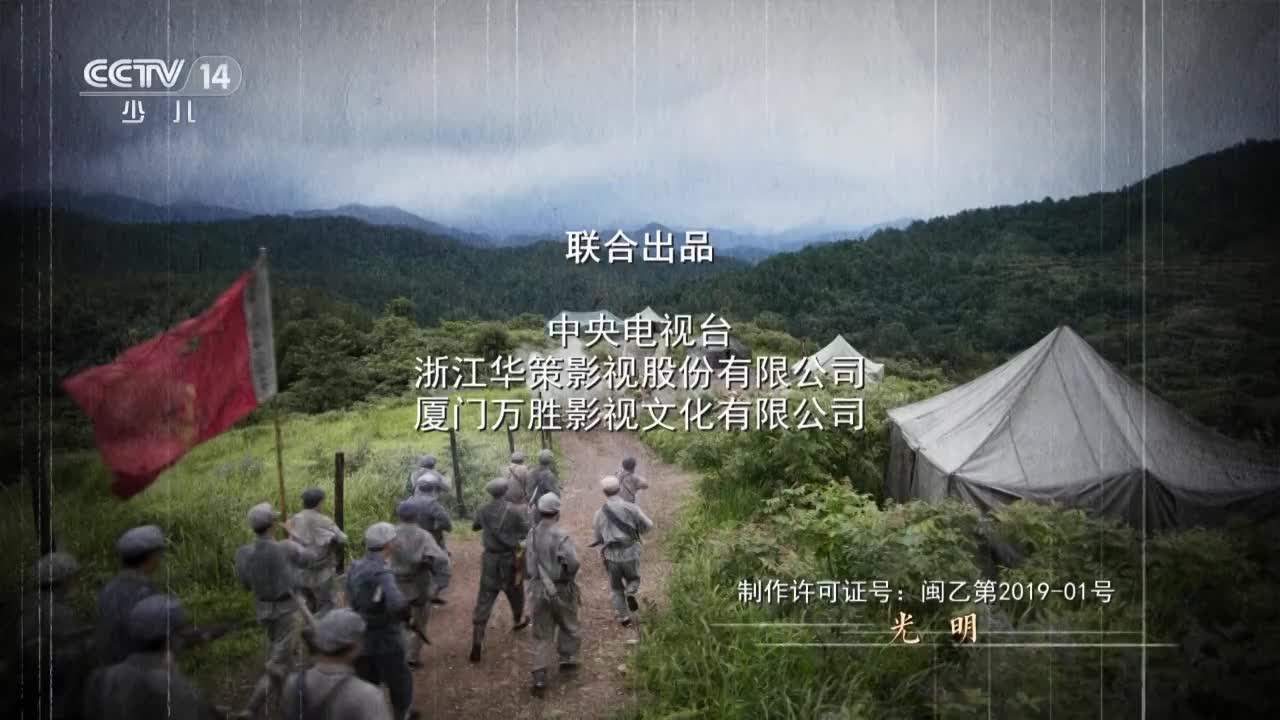 CCTV 14
少儿
联合出品
中央电视台
浙江华策影视股份有限公司
厦门万胜影视文化有限公司
制作许可证号：闽乙第2019-01号
光 明